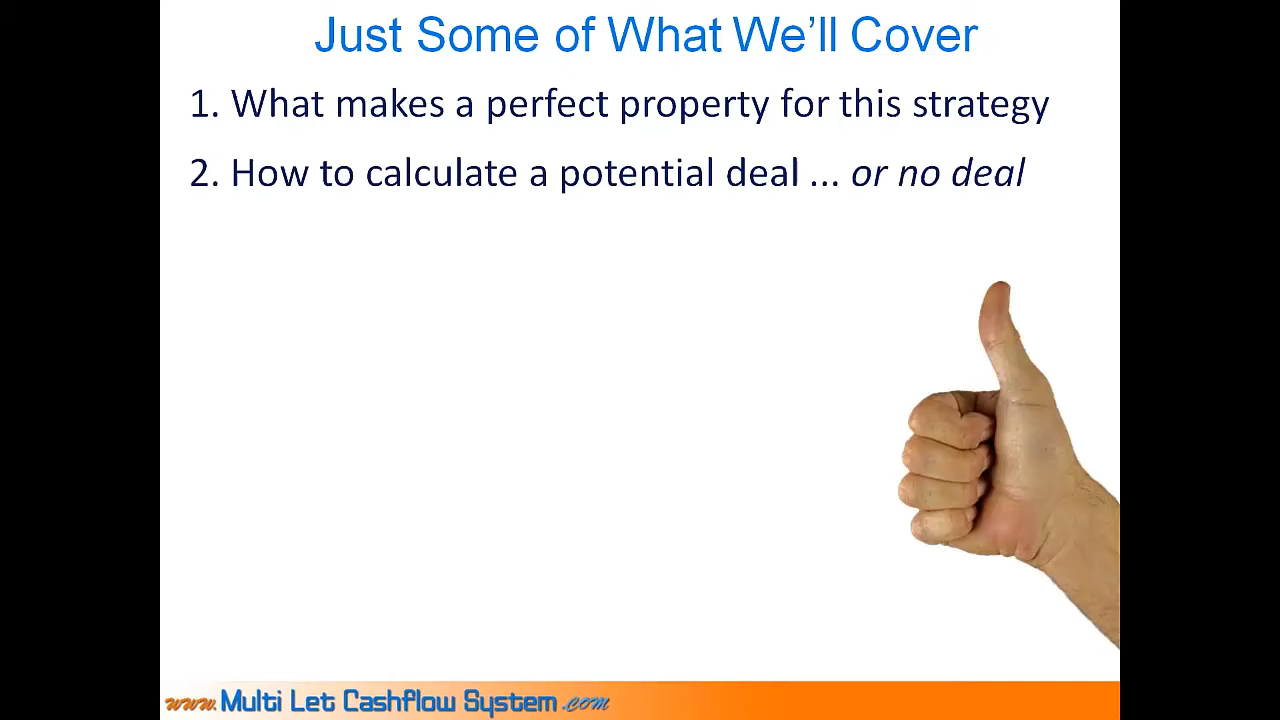 Just Some of What We’ll Cover
1. What makes a perfect property for this strategy
2. How to calculate a potential deal ... or no deal
www.Multi Let Cashflow System.com